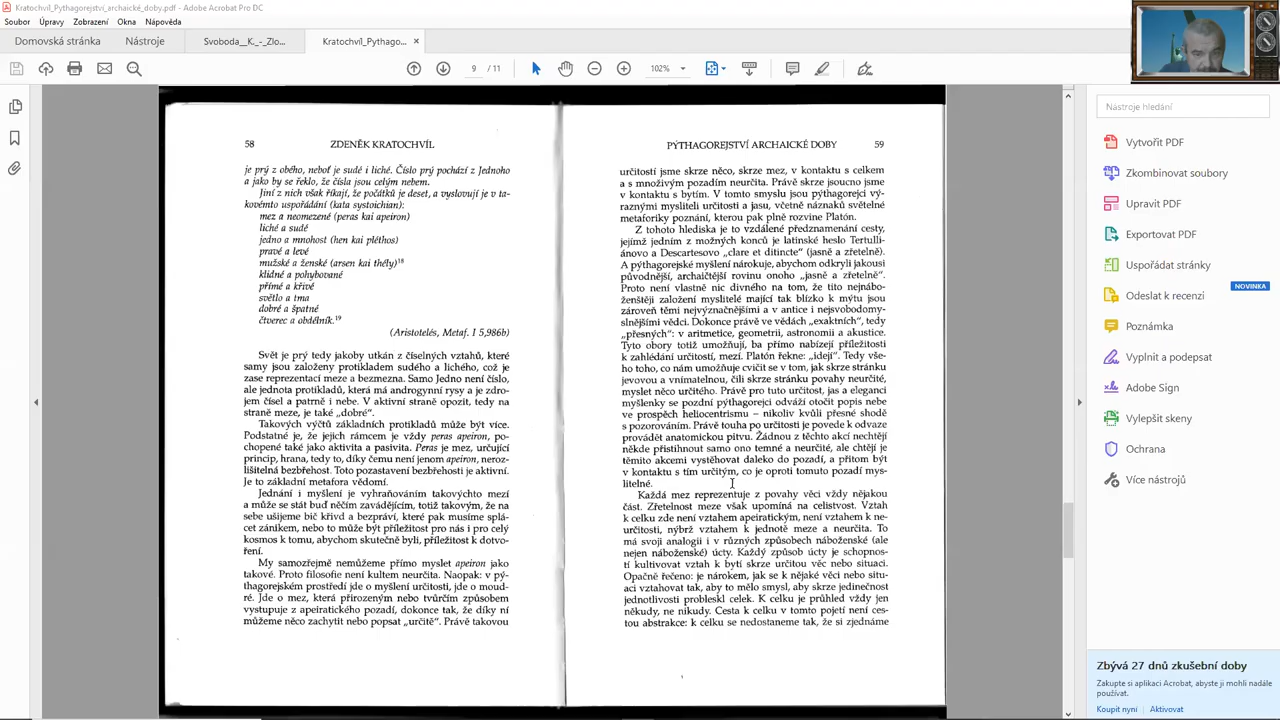 Kratochvíl_Pythagorejství_archaické_doby.pdf - Adobe Acrobat Pro DC
Soubor Úpravy Zobrazení Okna Nápověda
Domovská stránka Nástroje Svoboda__K._-_Zlo... Kratochvíl_Pythago... ×
9 / 11 102%
58 ZDENĚK KRATOCHVÍL
je prý z obého, neboť je sudé i liché. Číslo prý pochází z Jednoho
a jako by se řeklo, že čísla jsou celým nebem.
Jiní z nich však říkají, že počátků je deset, a vyslovují je v ta-
kovémto uspořádání (kata systoichian):
mez a neomezené (peras kai apeiron)
liché a sudé
jedno a mnohost (hen kai pléthos)
pravé a levé
mužské a ženské (arsen kai thély)18
klidné a pohybované
přímé a křivé
světlo a tma
dobré a špatné
čtverec a obdélník.19
(Aristotelés, Metaf. I 5,986b)
Svět je prý tedy jakoby utkán z číselných vztahů, které
samy jsou založeny protikladem sudého a lichého, což je
zase reprezentací meze a bezmezna. Samo Jedno není číslo,
ale jednota protikladů, která má androgynní rysy a je zdro-
jem čísel a patrně i nebe. V aktivní straně opozit, tedy na
straně meze, je také „dobré“.
Takových výčtů základních protikladů může být více.
Podstatné je, že jejich rámcem je vždy peras apeiron, po-
chopené také jako aktivita a pasivita. Peras je mez, určující
princip, hrana, tedy to, díky čemu není jenom apeiron, neroz-
lišitelná bezbřehost. Toto pozastavení bezbřehosti je aktivní.
Je to základní metafora vědomí.
Jednání i myšlení je vyhraňováním takovýchto mezí
a může se stát buď něčím zavádějícím, totiž takovým, že na
sebe ušijeme bič křivd a bezpráví, které pak musíme splá-
cet zánikem, nebo to může být příležitost pro nás i pro celý
kosmos k tomu, abychom skutečně byli, příležitost k dotvo-
ření.
My samozřejmě nemůžeme přímo myslet apeiron jako
takové. Proto filosofie není kultem neurčita. Naopak: v pý-
thagorejském prostředí jde o myšlení určitosti, jde o moud-
ré. Jde o mez, která přirozeným nebo tvůrčím způsobem
vystupuje z apeiratického pozadí, dokonce tak, že díky ní
můžeme něco zachytit nebo popsat „určitě“. Právě takovou
PÝTHAGOREJSTVÍ ARCHAICKÉ DOBY 59
určitostí jsme skrze něco, skrze mez, v kontaktu s celkem
a s množivým pozadím neurčita. Právě skrze jsoucno jsme
v kontaktu s bytím. V tomto smyslu jsou pýthagorejci vý-
raznými mysliteli určitosti a jasu, včetně náznaků světelné
metaforiky poznání, kterou pak plně rozvine Platón.
Z tohoto hlediska je to vzdálené předznamenání cesty,
jejímž jedním z možných konců je latinské heslo Tertulli-
ánovo a Descartesovo „clare et ditincte“ (jasně a zřetelně).
A pýthagorejské myšlení nárokuje, abychom odkryli jakousi
původnější, archaičtější rovinu onoho „jasně a zřetelně“.
Proto není vlastně nic divného na tom, že tito nejnábo-
ženštěji založení myslitelé mající tak blízko k mýtu jsou
zároveň těmi nejvýznačnějšími a v antice i nejsvobodomy-
slnějšími vědci. Dokonce právě ve vědách „exaktních“, tedy
„přesných“: v aritmetice, geometrii, astronomii a akustice.
Tyto obory totiž umožňují, ba přímo nabízejí příležitosti
k zahlédání určitostí, mezí. Platón řekne: „idejí“. Tedy vše-
ho toho, co nám umožňuje cvičit se v tom, jak skrze stránku
jevovou a vnímatelnou, čili skrze stránku povahy neurčité,
myslet něco určitého. Právě pro tuto určitost, jas a eleganci
myšlenky se pozdní pýthagorejci odváží otočit popis nebe
ve prospěch heliocentrismu – nikoliv kvůli přesné shodě
s pozorováním. Právě touha po určitosti je povede k odvaze
provádět anatomickou pitvu. Žádnou z těchto akcí nechtějí
někde přistihnout samo ono temné a neurčité, ale chtějí je
těmito akcemi vystěhovat daleko do pozadí, a přitom být
v kontaktu s tím určitým, co je oproti tomuto pozadí mys-
litelné.
Každá mez reprezentuje z povahy věci vždy nějakou
část. Zřetelnost meze však upomíná na celistvost. Vztah
k celku zde není vztahem apeiratickým, není vztahem k ne-
určitosti, nýbrž vztahem k jednotě meze a neurčita. To
má svoji analogii i v různých způsobech náboženské (ale
nejen náboženské) úcty. Každý způsob úcty je schopnos-
tí kultivovat vztah k bytí skrze určitou věc nebo situaci.
Opačně řečeno: je nárokem, jak se k nějaké věci nebo situ-
aci vztahovat tak, aby to mělo smysl, aby skrze jedinečnost
jednotlivosti probleskl celek. K celku je průhled vždy jen
někudy, ne nikudy. Cesta k celku v tomto pojetí není ces-
tou abstrakce: k celku se nedostaneme tak, že si zjednáme
Nástroje hledání
Vytvořit PDF
Zkombinovat soubory
Upravit PDF
Exportovat PDF
Uspořádat stránky
NOVINKA
Odeslat k recenzi
Poznámka
Vyplnit a podepsat
Adobe Sign
Vylepšit skeny
Ochrana
Více nástrojů
Zbývá 27 dnů zkušební doby
Zakupte si aplikaci Acrobat, abyste ji mohli nadále
používat.
Koupit nyní Aktivovat